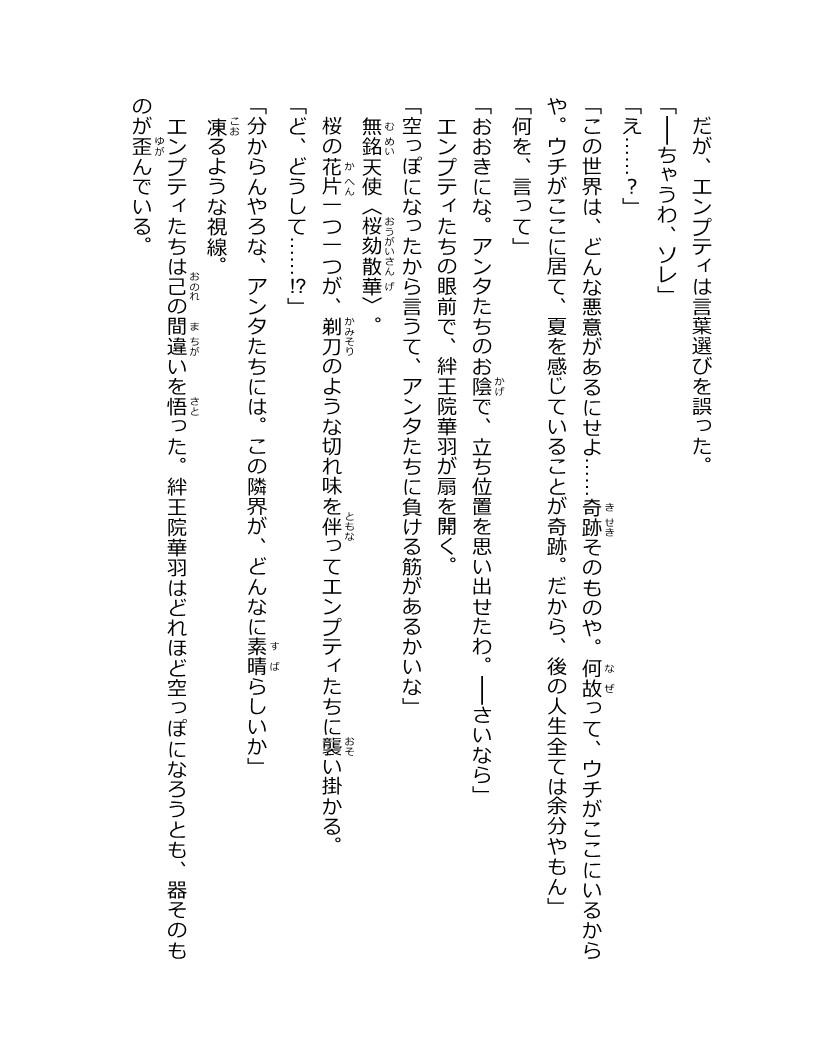 だが、エンプティは言葉選びを誤った。
「――ちゃうわ、ソレ」
「え……？」
「この世界は、どんな悪意があるにせよ……奇跡そのものや。何故って、ウチがここにいるから
や。ウチがここに居て、夏を感じていることが奇跡。だから、後の人生全ては余分やもん」
「何を、言って」
「おおきにな。アンタたちのお陰で、立ち位置を思い出せたわ。――さいなら」
エンプティたちの眼前で、絆王院華羽が扇を開く。
「空っぽになったから言うて、アンタたちに負ける筋があるかいな」
無銘天使〈桜劾散華〉。
桜の花片一つ一つが、剃刀のような切れ味を伴ってエンプティたちに襲い掛かる。
「ど、どうして……!?」
「分からんやろな、アンタたちには。この隣界が、どんなに素晴らしいか」
凍るような視線。
エンプティたちは己の間違いを悟った。絆王院華羽はどれほど空っぽになろうとも、器そのも
のが歪んでいる。